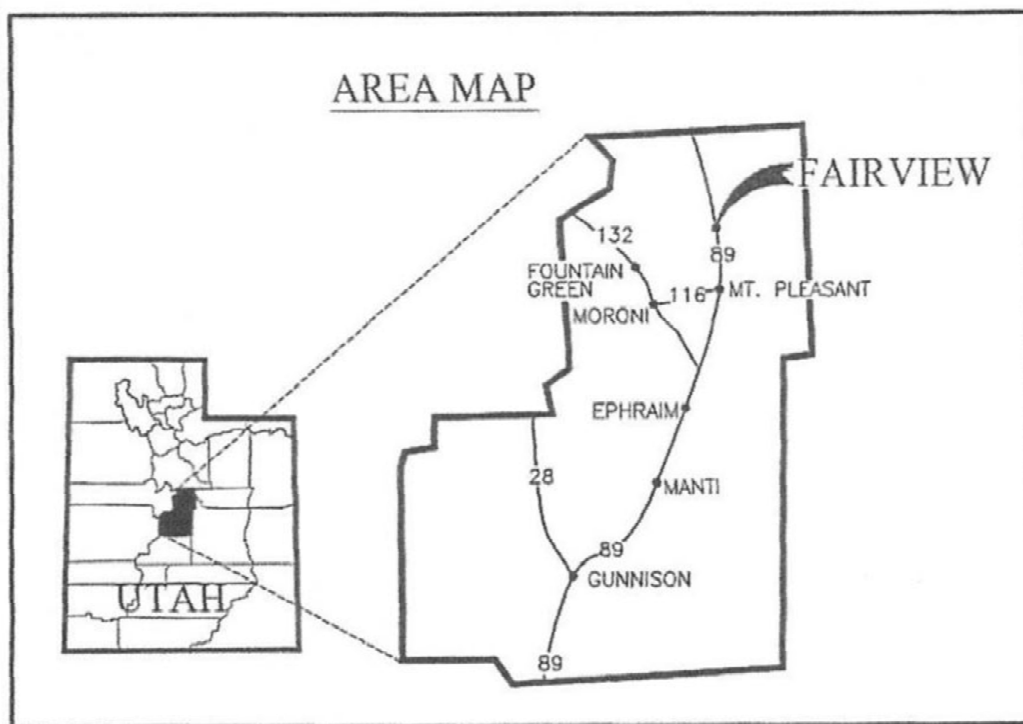 AREA MAP
FAIRVIEW
132
89
FOUNTAIN
GREEN
116
MT. PLEASANT
MORONI
EPHRAIM
28
MANTI
89
GUNNISON
UTAH
89